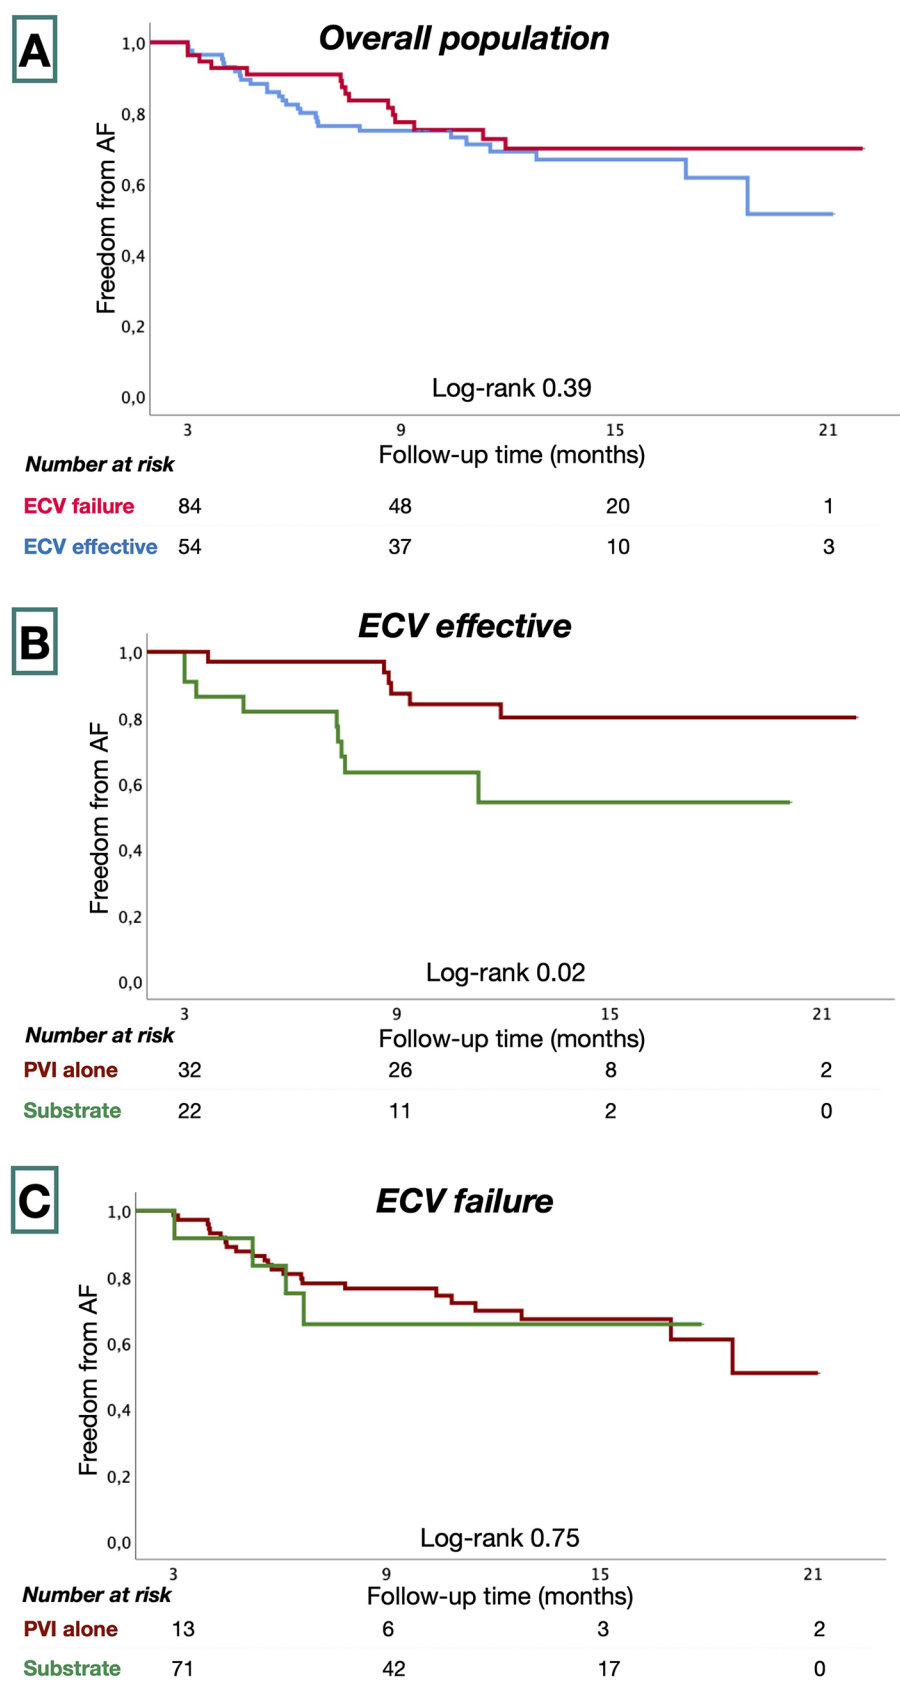 A
Overall population
Freedom from AF
1,0
0,8
0,6
0,4
0,2
0,0
Log-rank 0.39
3 9 15 21
Follow-up time (months)
Number at risk
ECV failure 84 48 20 1
ECV effective 54 37 10 3
B
ECV effective
Freedom from AF
1,0
0,8
0,6
0,4
0,2
0,0
Log-rank 0.02
3 9 15 21
Number at risk
Follow-up time (months)
PVI alone 32 26 8 2
Substrate 22 11 2 0
C
ECV failure
Freedom from AF
1,0
0,8
0,6
0,4
0,2
0,0
Log-rank 0.75
3 9 15 21
Number at risk
Follow-up time (months)
PVI alone 13 6 3 2
Substrate 71 42 17 0